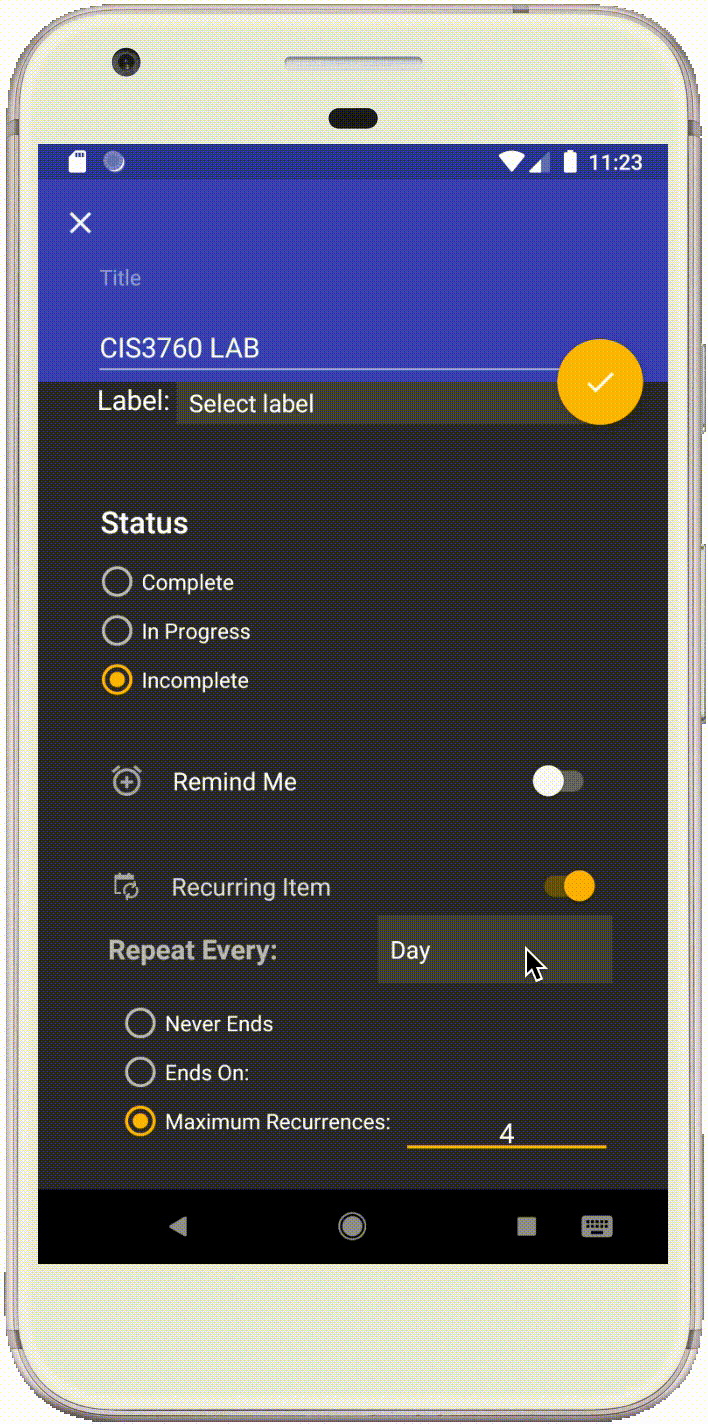 11:23
Title
CIS3760 LAB
Label: Select label
Status
Complete
In Progress
Incomplete
Remind Me
Recurring Item
Repeat Every: Day
Never Ends
Ends On:
Maximum Recurrences: 4